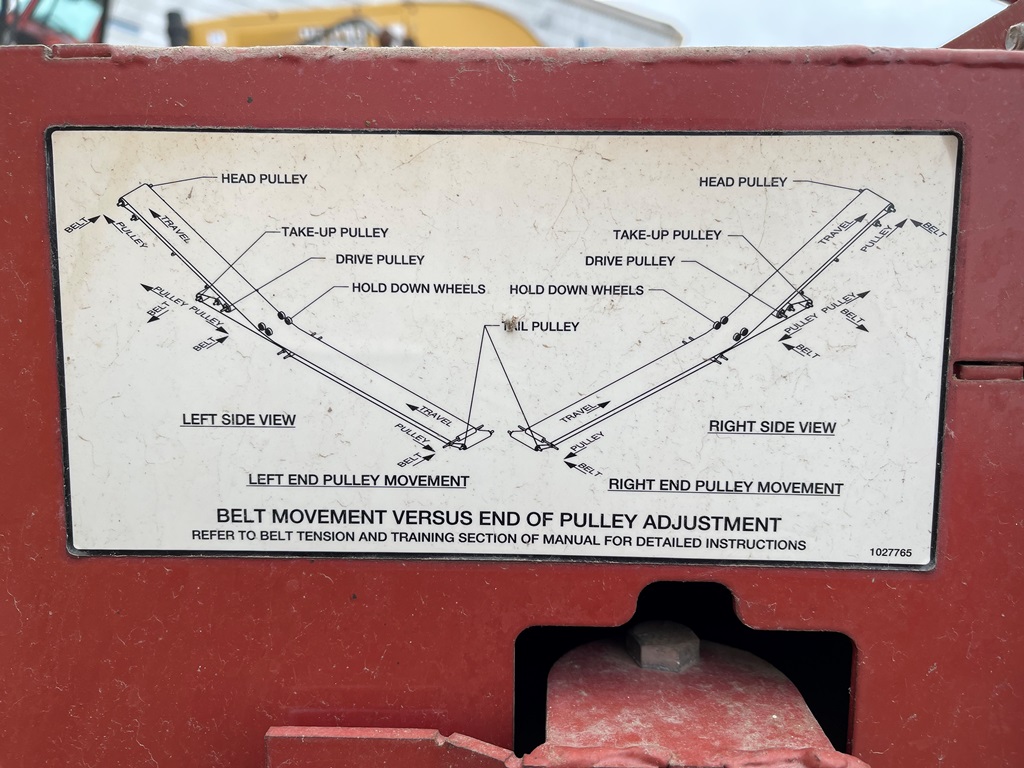 HEAD PULLEY
HEAD PULLEY
BELT
PULLEY
TRAVEL
TRAVEL
PULLEY
BELT
TAKE-UP PULLEY
TAKE-UP PULLEY
DRIVE PULLEY
DRIVE PULLEY
HOLD DOWN WHEELS
HOLD DOWN WHEELS
PULLEY
PULLEY
BELT
BELT
PULLEY
PULLEY
BELT
BELT
TAIL PULLEY
TRAVEL
TRAVEL
LEFT SIDE VIEW
RIGHT SIDE VIEW
PULLEY
BELT
PULLEY
BELT
LEFT END PULLEY MOVEMENT
RIGHT END PULLEY MOVEMENT
BELT MOVEMENT VERSUS END OF PULLEY ADJUSTMENT
REFER TO BELT TENSION AND TRAINING SECTION OF MANUAL FOR DETAILED INSTRUCTIONS
1027765